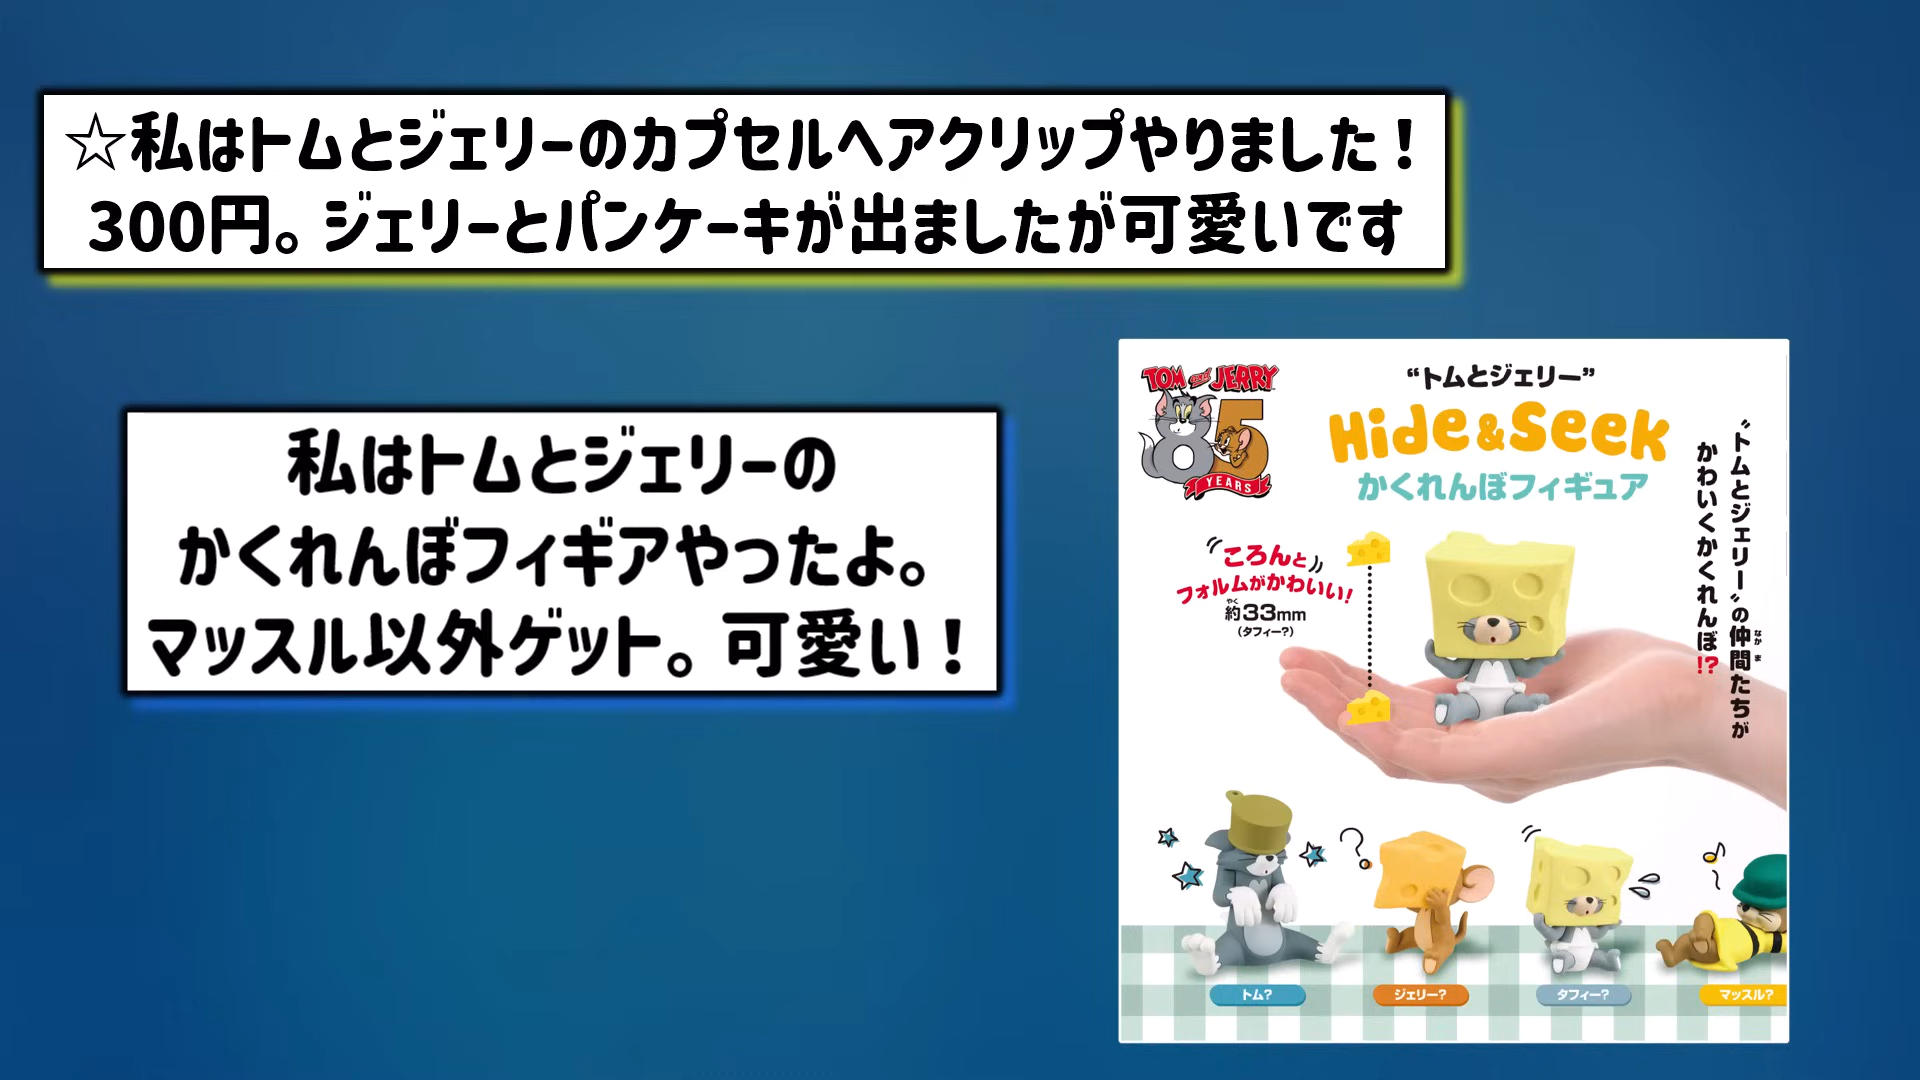 ☆私はトムとジェリーのカプセルヘアクリップやりました！
300円。ジェリーとパンケーキが出ましたが可愛いです
私はトムとジェリーの
かくれんぼフィギアやったよ。
マッスル以外ゲット。可愛い！
TOM and JERRY
85
YEARS
“トムとジェリー”
Hide&Seek
かくれんぼフィギュア
〝トムとジェリー〟の仲間たちが
なかま
かわいくかくれんぼ!?
ころんと
フォルムがかわいい！
やく
約33mm
（タフィー？）
トム？
ジェリー？
タフィー？
マッスル？